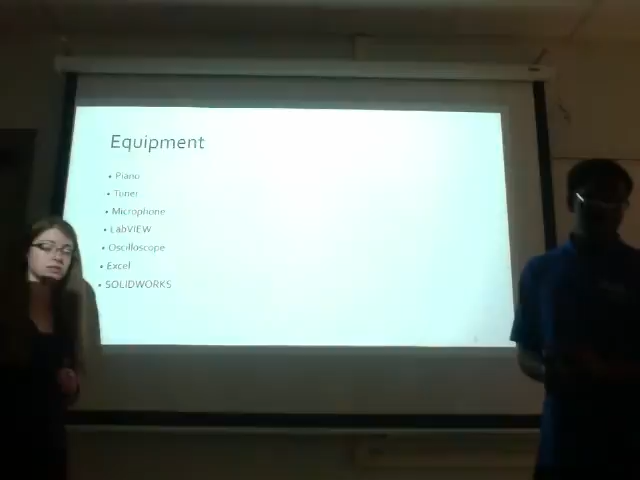 Equipment
• Piano
• Tuner
• Microphone
• LabVIEW
• Oscilloscope
• Excel
• SOLIDWORKS